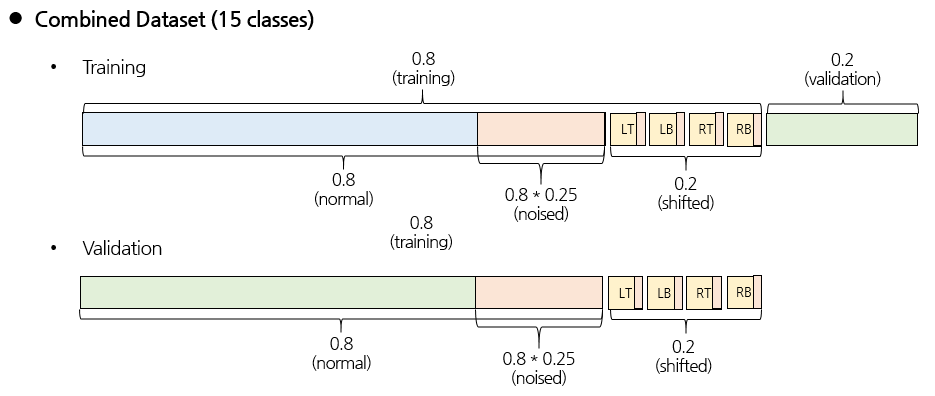 ● Combined Dataset (15 classes)
• Training
0.8
(training)
0.2
(validation)
LT LB RT RB
0.8
(normal)
0.8 * 0.25
(noised)
0.2
(shifted)
0.8
(training)
• Validation
LT LB RT RB
0.8
(normal)
0.8 * 0.25
(noised)
0.2
(shifted)